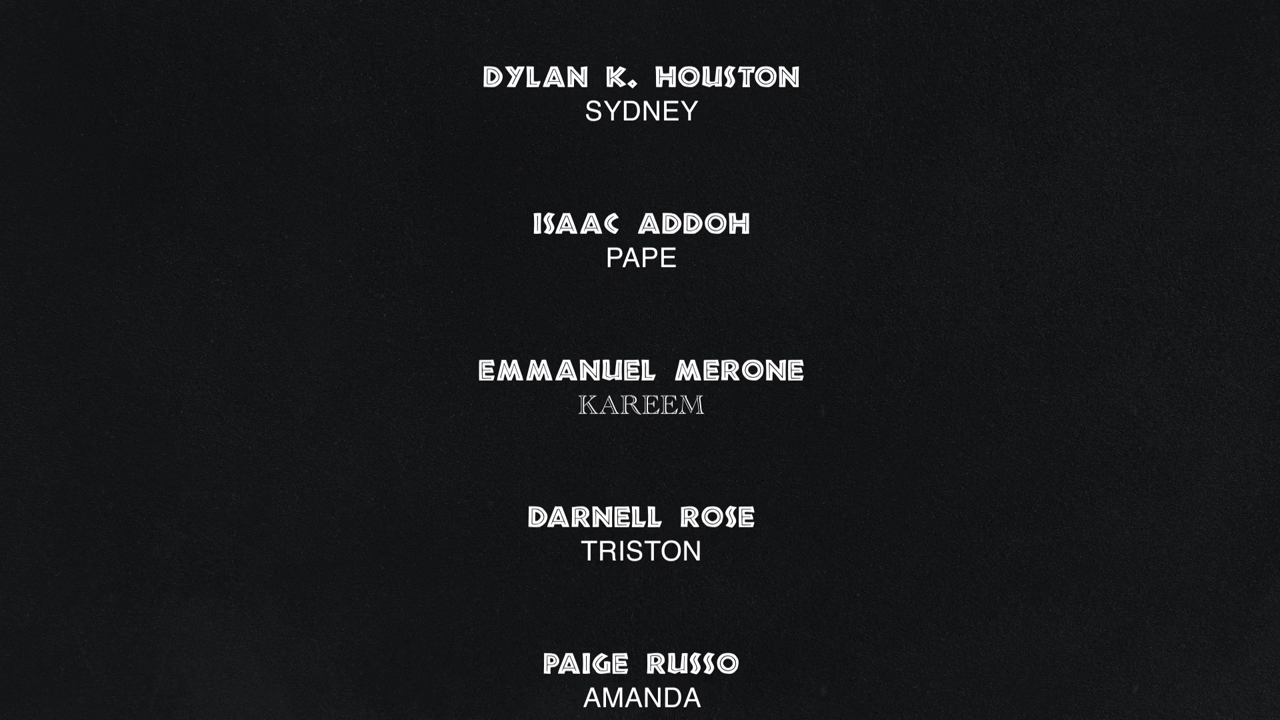 DYLAN K. HOUSTON
SYDNEY
ISAAC ADDOH
PAPE
EMMANUEL MERONE
KAREEM
DARNELL ROSE
TRISTON
PAIGE RUSSO
AMANDA